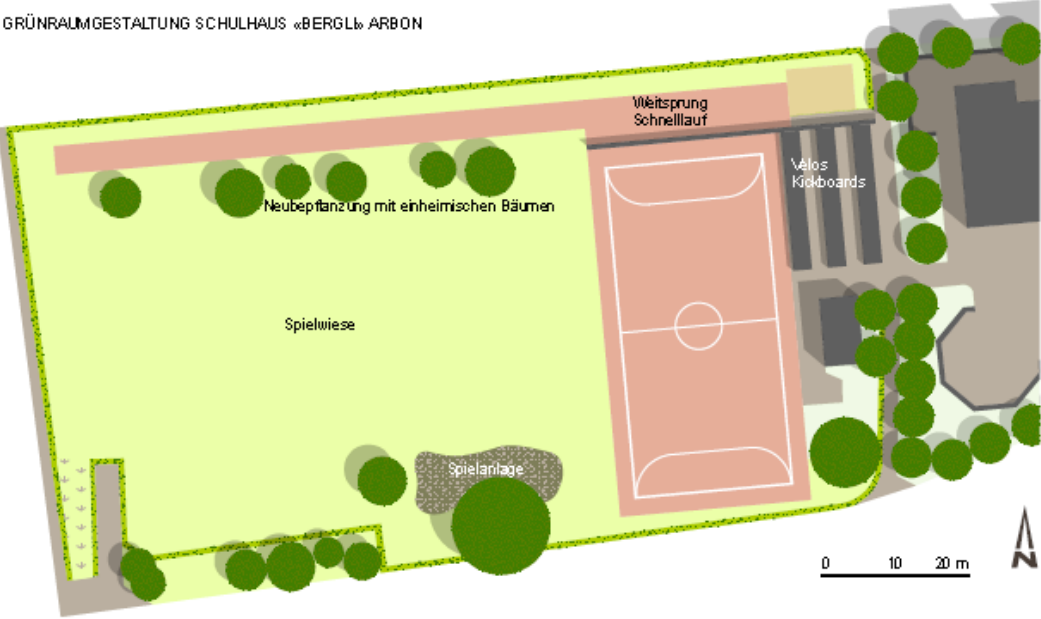 GRÜNRAUMGESTALTUNG SCHULHAUS «BERGLI» ARBON
Weitsprung
Schnelllauf
Velos
Kickboards
Neubepflanzung mit einheimischen Bäumen
Spielwiese
Spielanlage
0 10 20 m
N